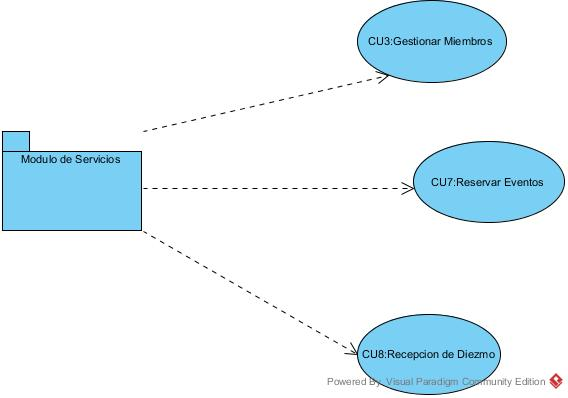 CU3:Gestionar Miembros
Modulo de Servicios
CU7:Reservar Eventos
CU8:Recepcion de Diezmo
Powered By Visual Paradigm Community Edition